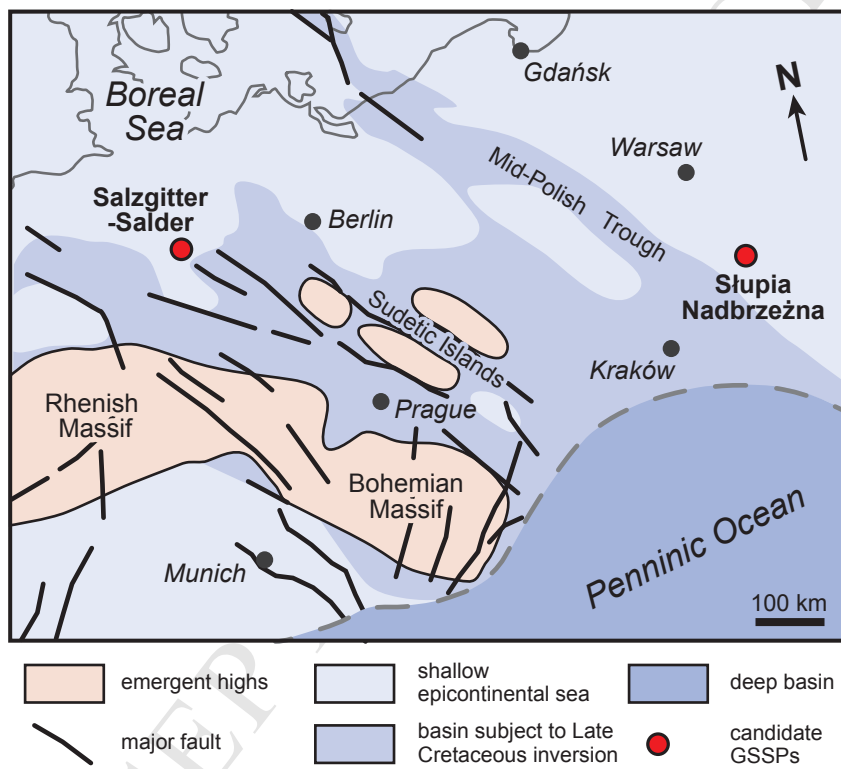 Boreal
Sea
Gdańsk
N
Mid-Polish Trough
Warsaw
Salzgitter
-Salder
Berlin
Słupia
Nadbrzeżna
Sudetic Islands
Kraków
Rhenish
Massif
Prague
Bohemian
Massif
Penninic Ocean
Munich
100 km
emergent highs
shallow
epicontinental sea
deep basin
major fault
basin subject to Late
Cretaceous inversion
candidate
GSSPs